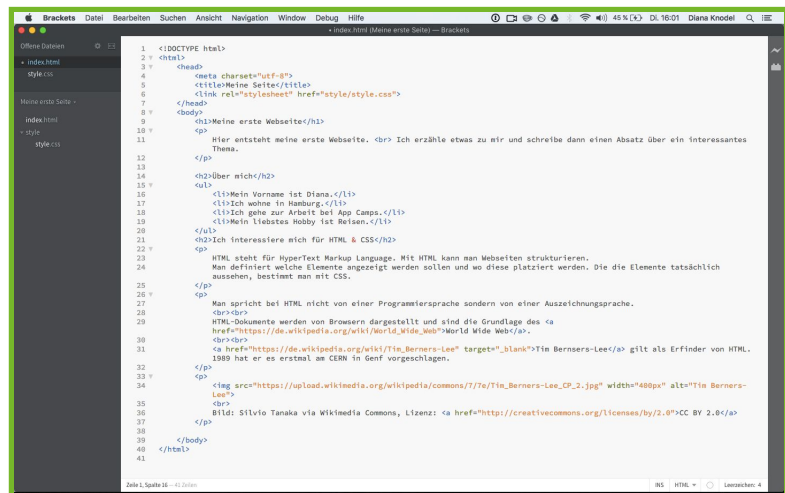 Brackets Datei Bearbeiten Suchen Ansicht Navigation Window Debug Hilfe 45 % Di. 16:01 Diana Knodel
• index.html (Meine erste Seite) — Brackets
Offene Dateien
• index.html
style.css
Meine erste Seite
index.html
style
style.css
1 <!DOCTYPE html>
2 <html>
3 <head>
4 <meta charset="utf-8">
5 <title>Meine Seite</title>
6 <link rel="stylesheet" href="style/style.css">
7 </head>
8 <body>
9 <h1>Meine erste Webseite</h1>
10 <p>
11 Hier entsteht meine erste Webseite. <br> Ich erzähle etwas zu mir und schreibe dann einen Absatz über ein interessantes
Thema.
12 </p>
13
14 <h2>Über mich</h2>
15 <ul>
16 <li>Mein Vorname ist Diana.</li>
17 <li>Ich wohne in Hamburg.</li>
18 <li>Ich gehe zur Arbeit bei App Camps.</li>
19 <li>Mein liebstes Hobby ist Reisen.</li>
20 </ul>
21 <h2>Ich interessiere mich für HTML & CSS</h2>
22 <p>
23 HTML steht für HyperText Markup Language. Mit HTML kann man Webseiten strukturieren.
24 Man definiert welche Elemente angezeigt werden sollen und wo diese platziert werden. Die die Elemente tatsächlich
aussehen, bestimmt man mit CSS.
25 </p>
26 <p>
27 Man spricht bei HTML nicht von einer Programmiersprache sondern von einer Auszeichnungsprache.
28 <br><br>
29 HTML-Dokumente werden von Browsern dargestellt und sind die Grundlage des <a
href="https://de.wikipedia.org/wiki/World_Wide_Web">World Wide Web</a>.
30 <br><br>
31 <a href="https://de.wikipedia.org/wiki/Tim_Berners-Lee" target="_blank">Tim Bernsers-Lee</a> gilt als Erfinder von HTML.
1989 hat er es erstmal am CERN in Genf vorgeschlagen.
32 </p>
33 <p>
34 <img src="https://upload.wikimedia.org/wikipedia/commons/7/7e/Tim_Berners-Lee_CP_2.jpg" width="400px" alt="Tim Berners-
Lee">
35 <br>
36 Bild: Silvio Tanaka via Wikimedia Commons, Lizenz: <a href="http://creativecommons.org/licenses/by/2.0">CC BY 2.0</a>
37 </p>
38
39 </body>
40 </html>
41
Zeile 1, Spalte 16 — 41 Zeilen INS HTML Leerzeichen: 4